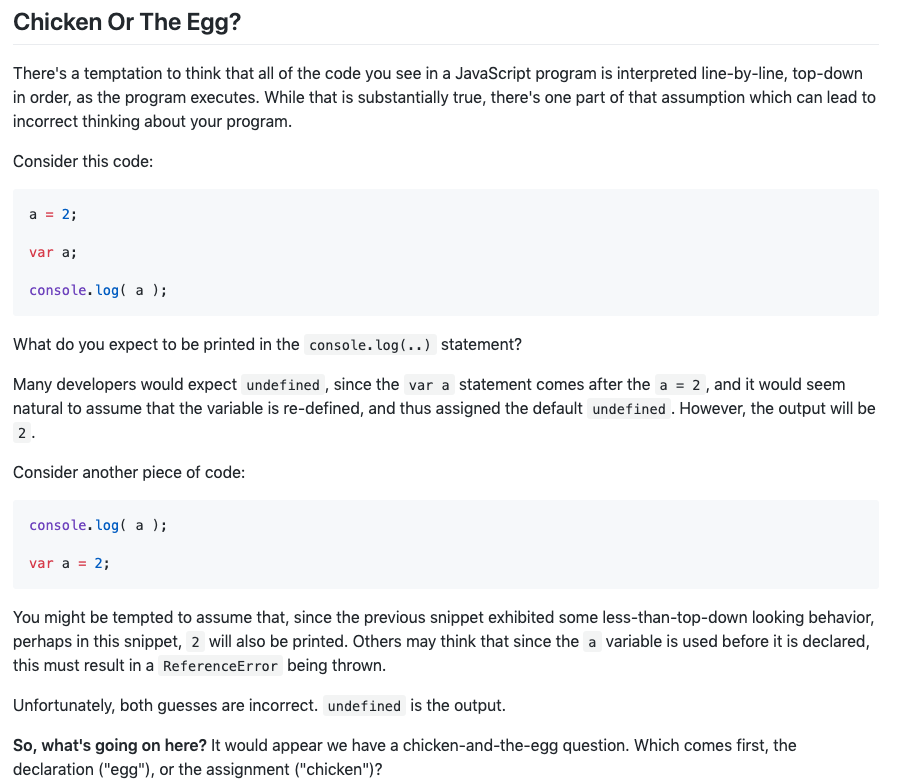 Chicken Or The Egg?
There's a temptation to think that all of the code you see in a JavaScript program is interpreted line-by-line, top-down
in order, as the program executes. While that is substantially true, there's one part of that assumption which can lead to
incorrect thinking about your program.
Consider this code:
a = 2;
var a;
console.log( a );
What do you expect to be printed in the console.log(..) statement?
Many developers would expect undefined, since the var a statement comes after the a = 2, and it would seem
natural to assume that the variable is re-defined, and thus assigned the default undefined. However, the output will be
2.
Consider another piece of code:
console.log( a );
var a = 2;
You might be tempted to assume that, since the previous snippet exhibited some less-than-top-down looking behavior,
perhaps in this snippet, 2 will also be printed. Others may think that since the a variable is used before it is declared,
this must result in a ReferenceError being thrown.
Unfortunately, both guesses are incorrect. undefined is the output.
So, what's going on here? It would appear we have a chicken-and-the-egg question. Which comes first, the
declaration ("egg"), or the assignment ("chicken")?